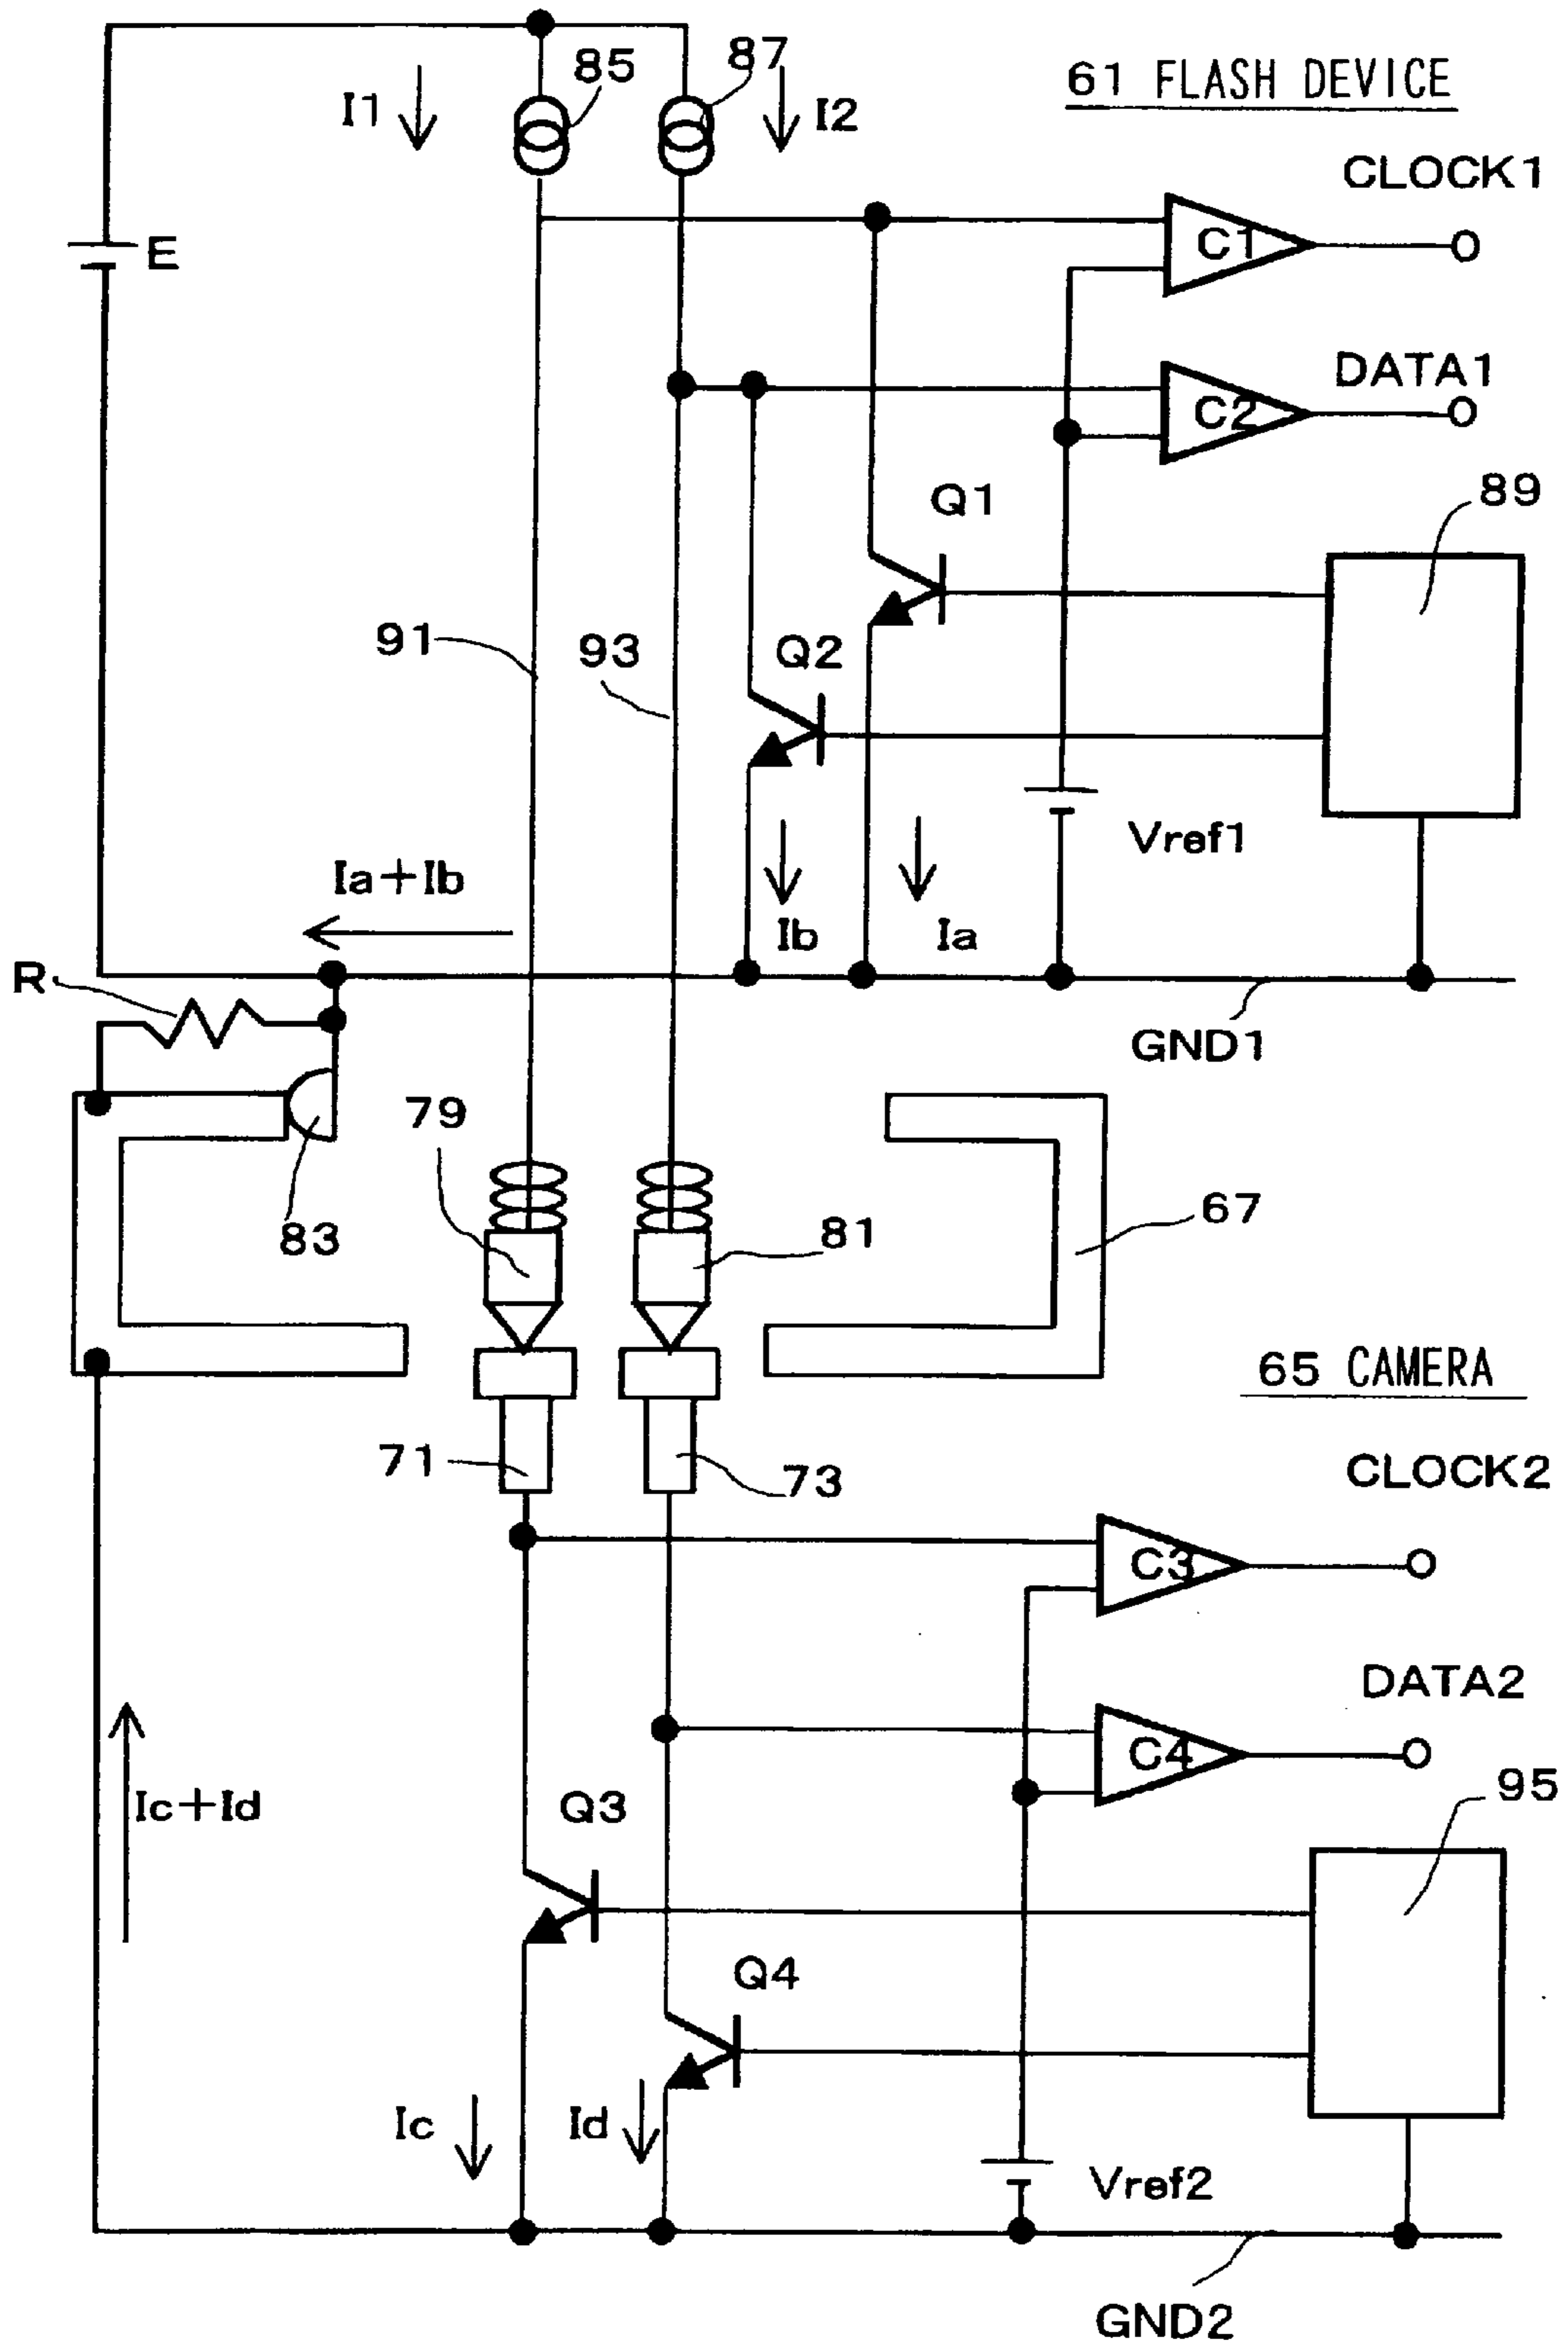 85
87
61 FLASH DEVICE
I1
I2
CLOCK1
C1
E
DATA1
C2
Q1
89
91
93
Q2
Vref1
Ia+Ib
Ib
Ia
R
GND1
79
83
81
67
65 CAMERA
71
73
CLOCK2
C3
DATA2
C4
95
Ic+Id
Q3
Q4
Ic
Id
Vref2
GND2